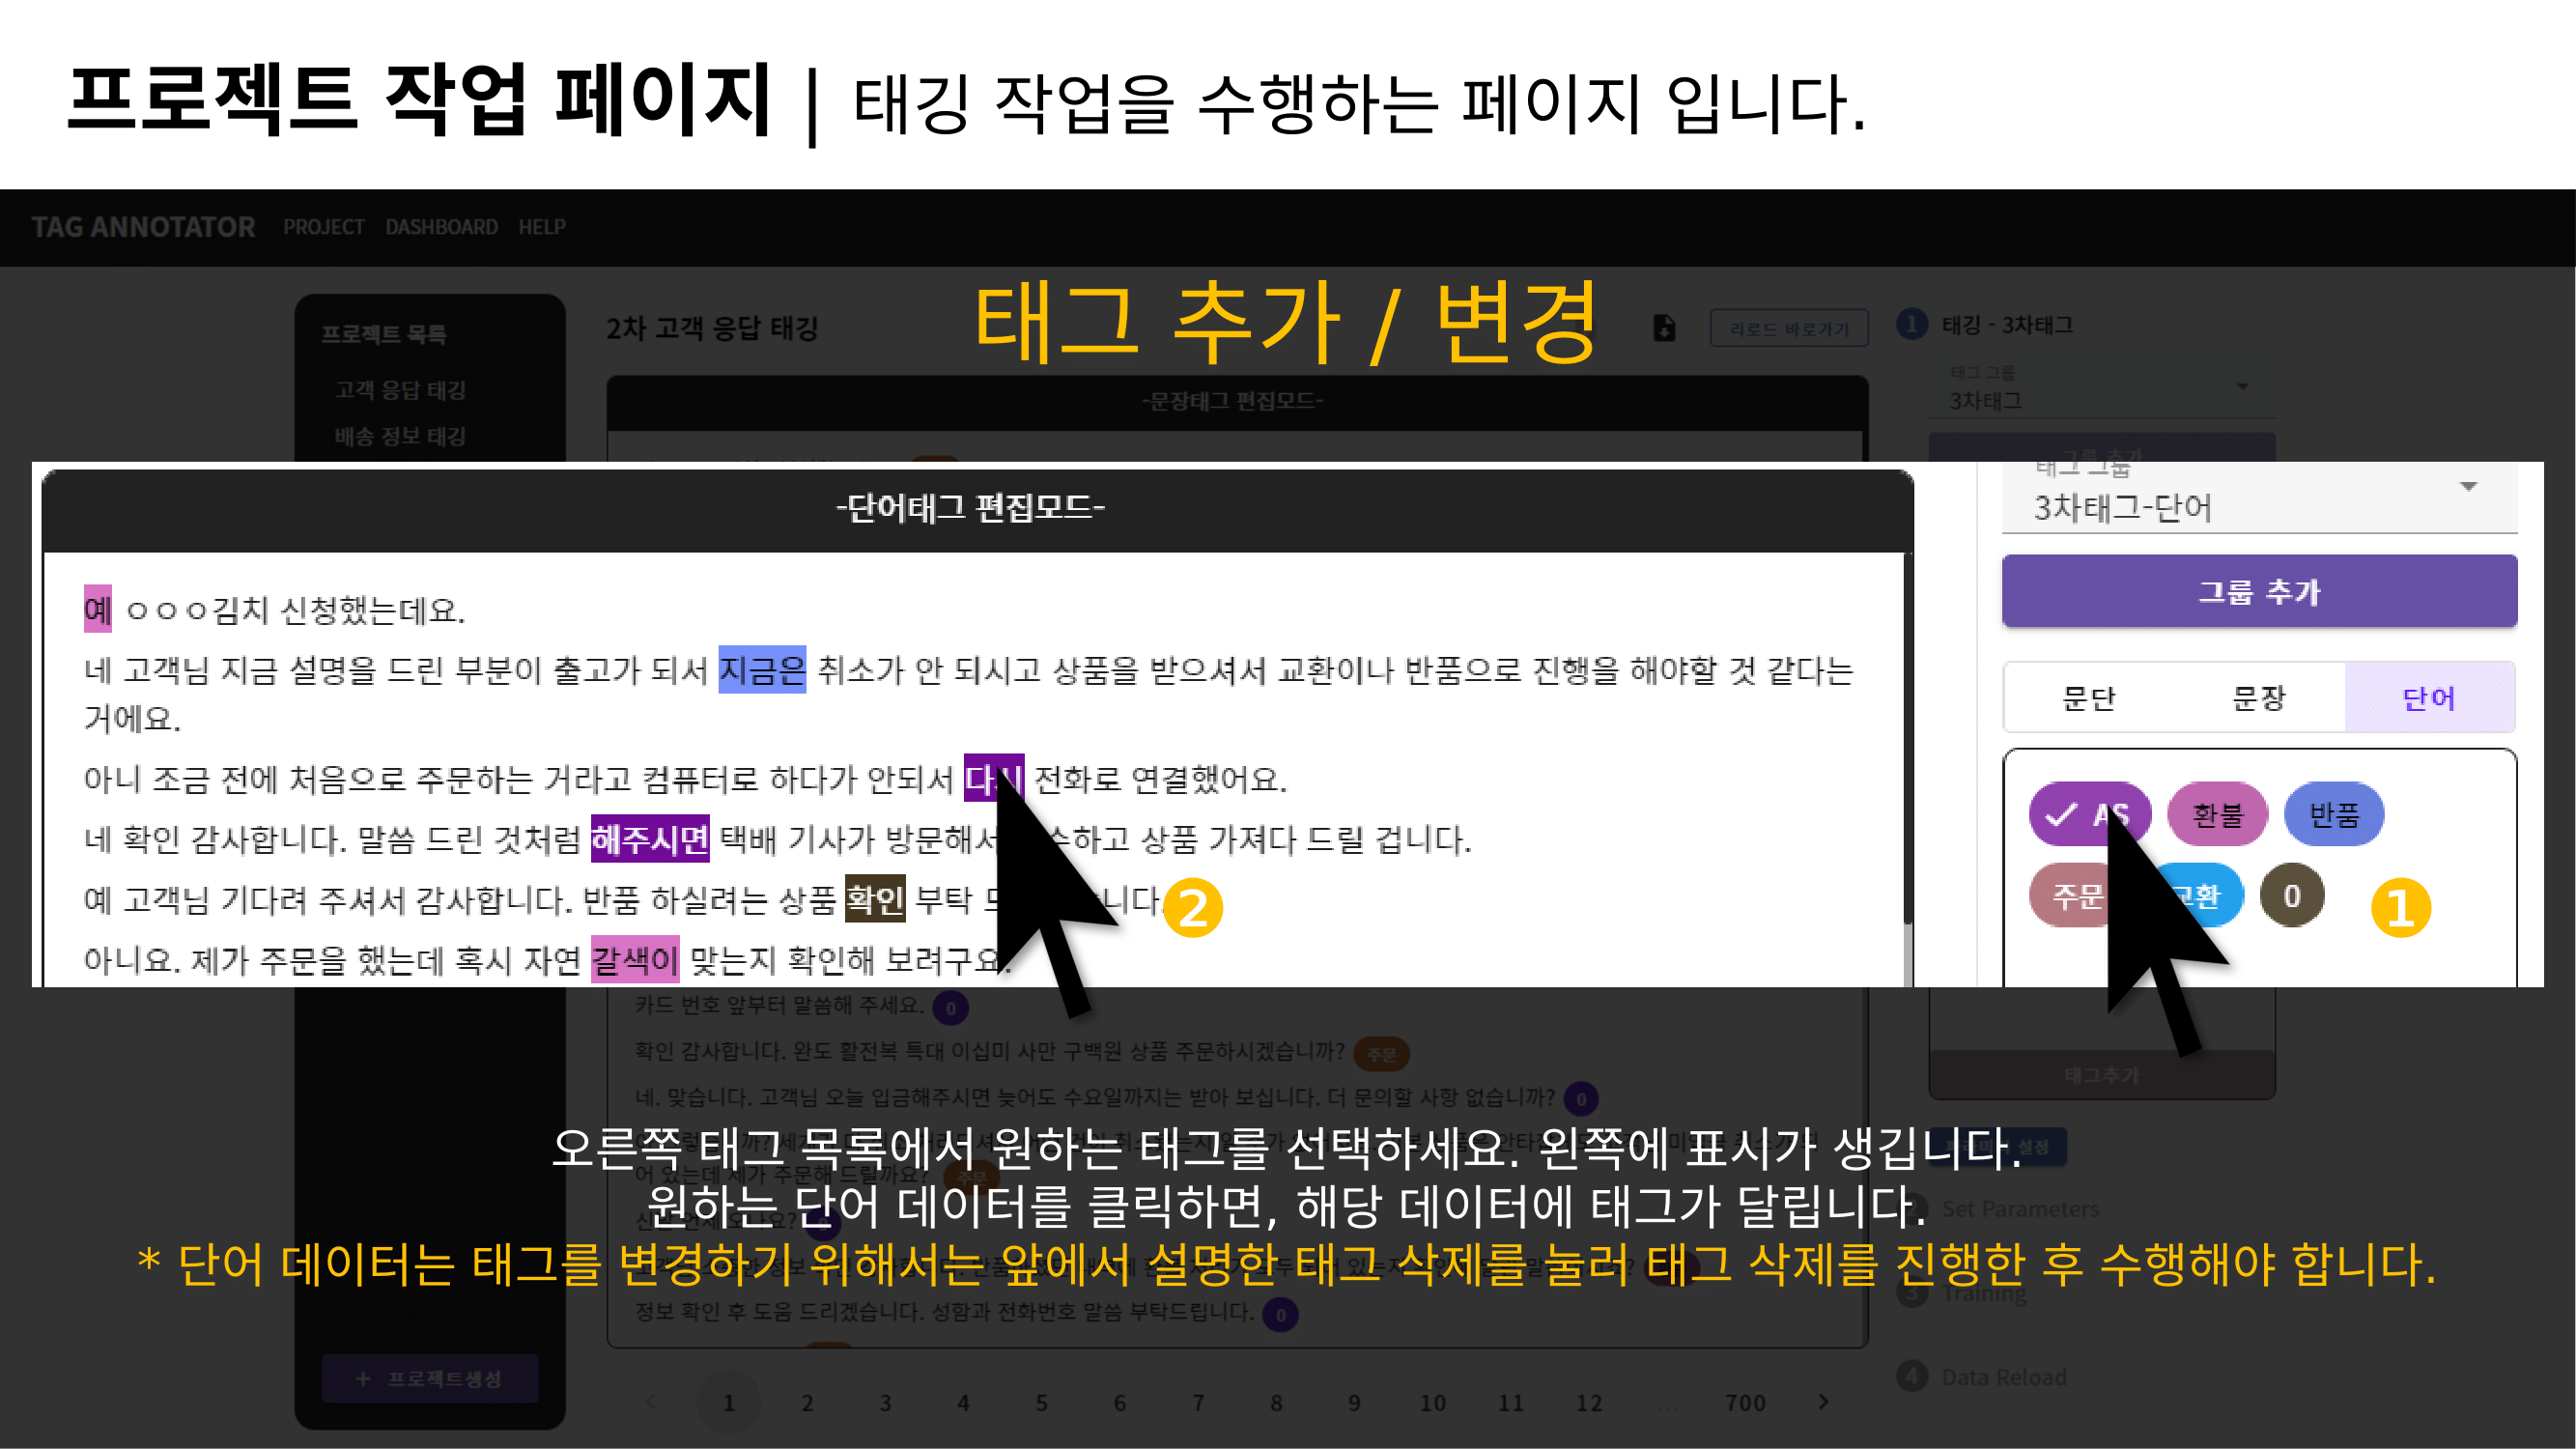 프로젝트 작업 페이지 | 태깅 작업을 수행하는 페이지 입니다.
TAG ANNOTATOR PROJECT DASHBOARD HELP
태그 추가 / 변경
프로젝트 목록
고객 응답 태깅
배송 정보 태깅
2차 고객 응답 태깅
리로드 바로가기
1 태깅 - 3차태그
태그 그룹
3차태그
-문장태그 편집모드-
그룹 추가
-단어태그 편집모드-
예 ㅇㅇㅇ김치 신청했는데요.
네 고객님 지금 설명을 드린 부분이 출고가 되서 지금은 취소가 안 되시고 상품을 받으셔서 교환이나 반품으로 진행을 해야할 것 같다는
거에요.
아니 조금 전에 처음으로 주문하는 거라고 컴퓨터로 하다가 안되서 다시 전화로 연결했어요.
네 확인 감사합니다. 말씀 드린 것처럼 해주시면 택배 기사가 방문해서 수하고 상품 가져다 드릴 겁니다.
예 고객님 기다려 주셔서 감사합니다. 반품 하실려는 상품 확인 부탁 니다.
아니요. 제가 주문을 했는데 혹시 자연 갈색이 맞는지 확인해 보려구요.
2
태그 그룹
3차태그-단어
그룹 추가
문단 문장 단어
AS 환불 반품
주문 교환 0
1
카드 번호 앞부터 말씀해 주세요. 0
확인 감사합니다. 완도 활전복 특대 이십미 사만 구백원 상품 주문하시겠습니까? 주문
네. 맞습니다. 고객님 오늘 입금해주시면 늦어도 수요일까지는 받아 보십니다. 더 문의할 사항 없습니까? 0
태그추가
오른쪽 태그 목록에서 원하는 태그를 선택하세요. 왼쪽에 표시가 생깁니다.
설정
어 있는데 제가 주문해 드릴까요? 주문
원하는 단어 데이터를 클릭하면, 해당 데이터에 태그가 달립니다.
Set Parameters
* 단어 데이터는 태그를 변경하기 위해서는 앞에서 설명한 태그 삭제를 눌러 태그 삭제를 진행한 후 수행해야 합니다.
3 Training
정보 확인 후 도움 드리겠습니다. 성함과 전화번호 말씀 부탁드립니다. 0
+ 프로젝트생성
4 Data Reload
< 1 2 3 4 5 6 7 8 9 10 11 12 ... 700 >